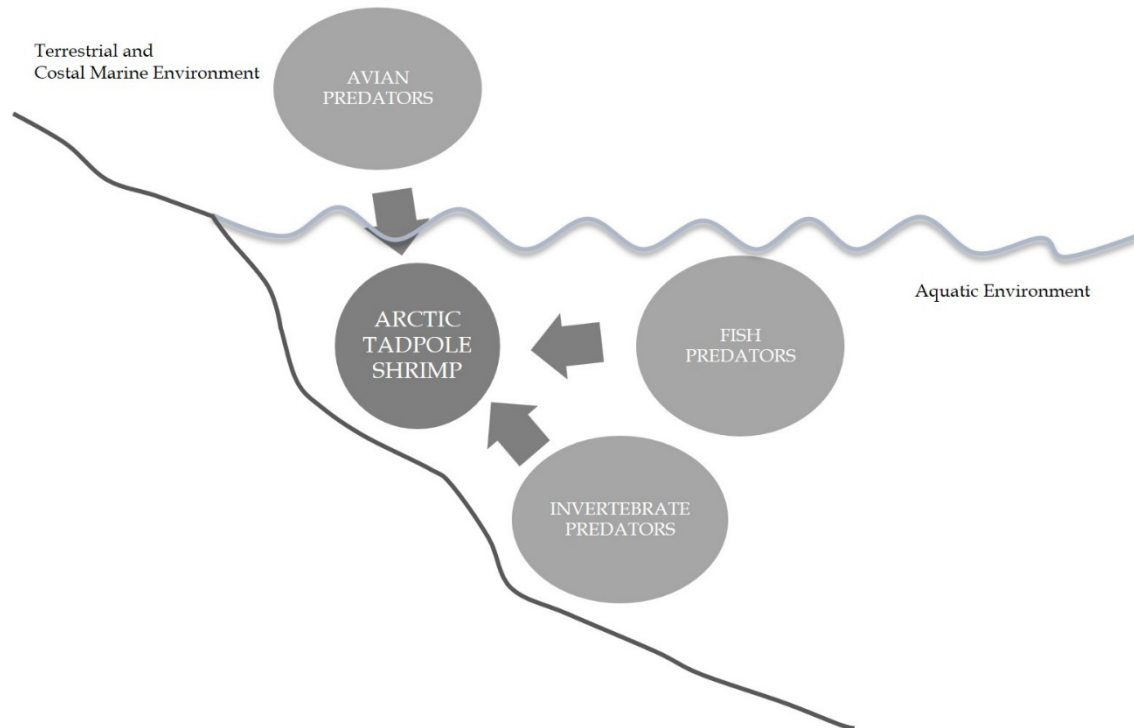 Terrestrial and
Costal Marine Environment
AVIAN
PREDATORS
Aquatic Environment
ARCTIC
TADPOLE
SHRIMP
FISH
PREDATORS
INVERTEBRATE
PREDATORS